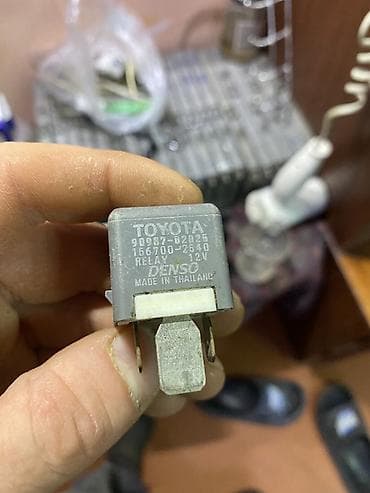 TOYOTA
90987-02025
156700-2540
RELAY 12V
DENSO
MADE IN THAILAND